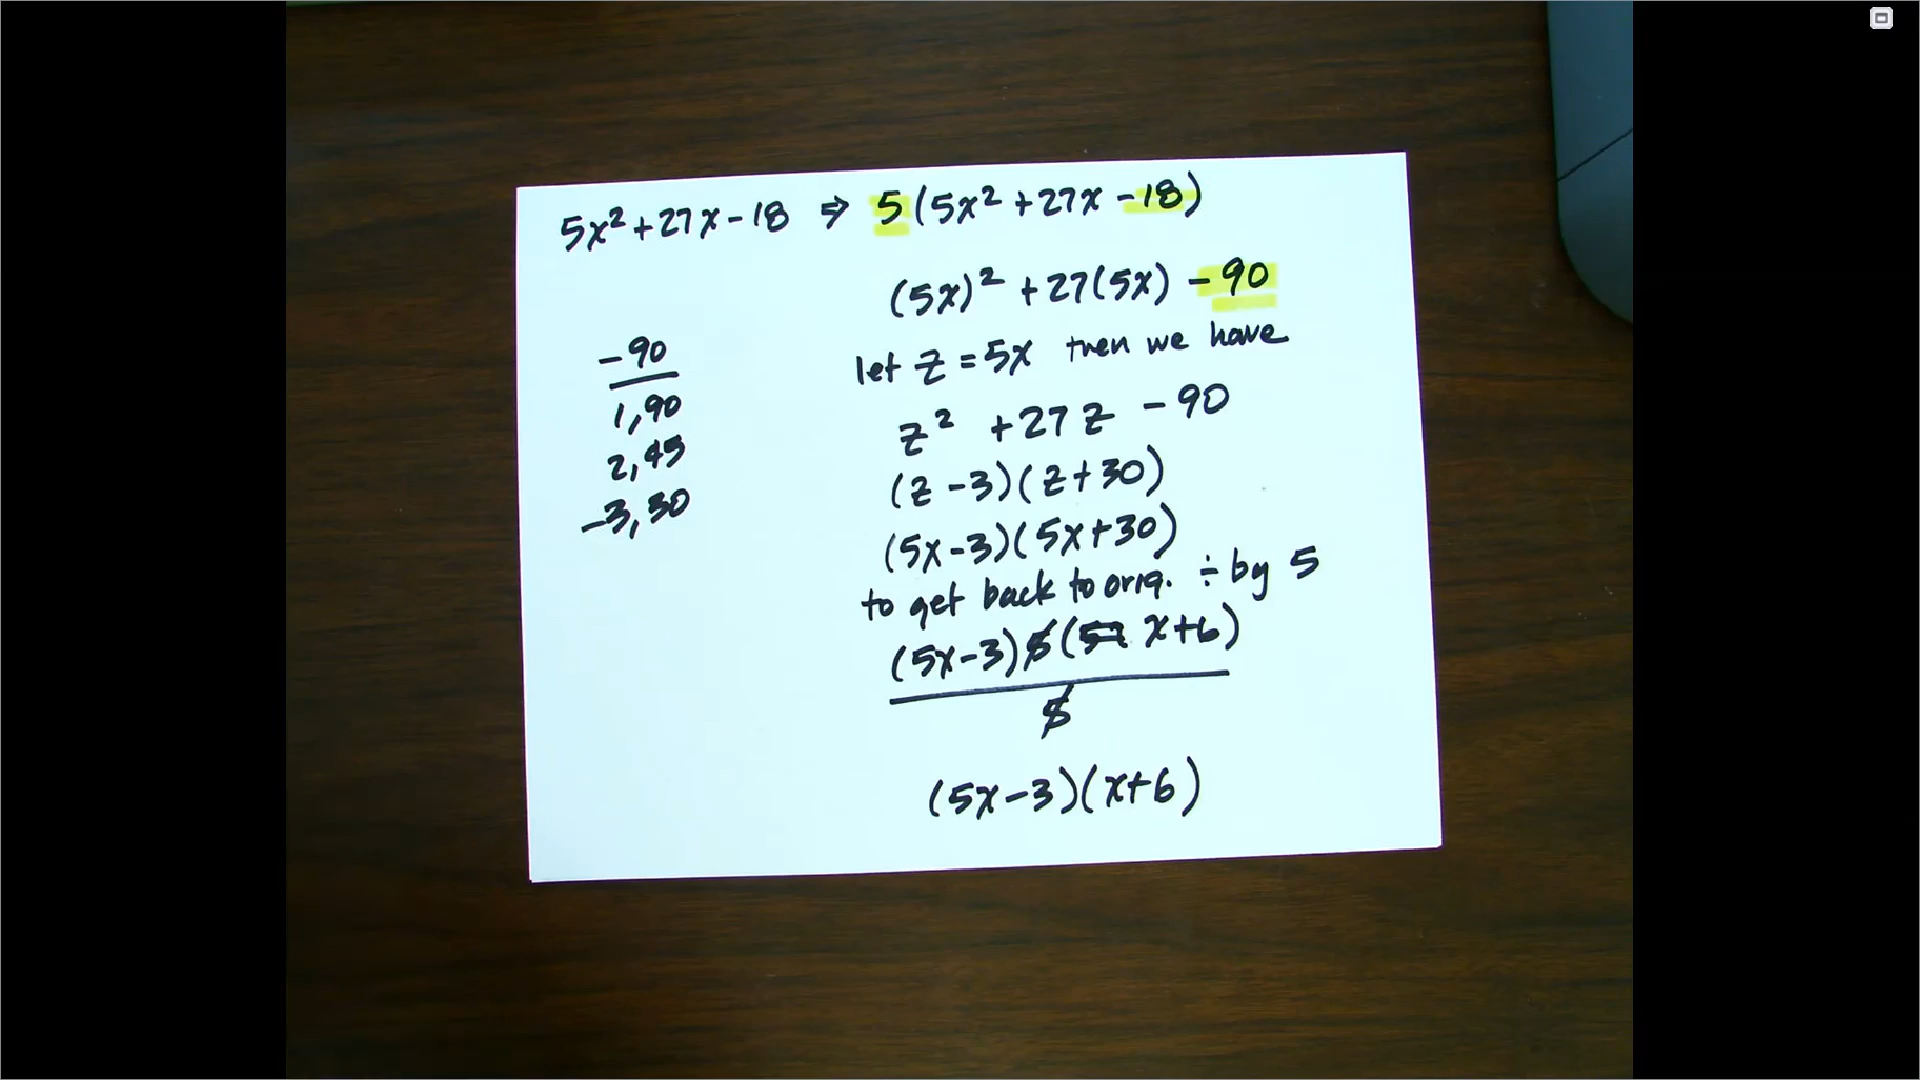 5x² + 27x - 18 ⇒ 5(5x² + 27x - 18)
(5x)² + 27(5x) - 90
let z = 5x then we have
z² + 27z - 90
(z - 3)(z + 30)
(5x - 3)(5x + 30)
to get back to orig. ÷ by 5
(5x - 3) 5( x + 6)
5
(5x - 3)(x + 6)
- 90
1, 90
2, 45
-3, 30